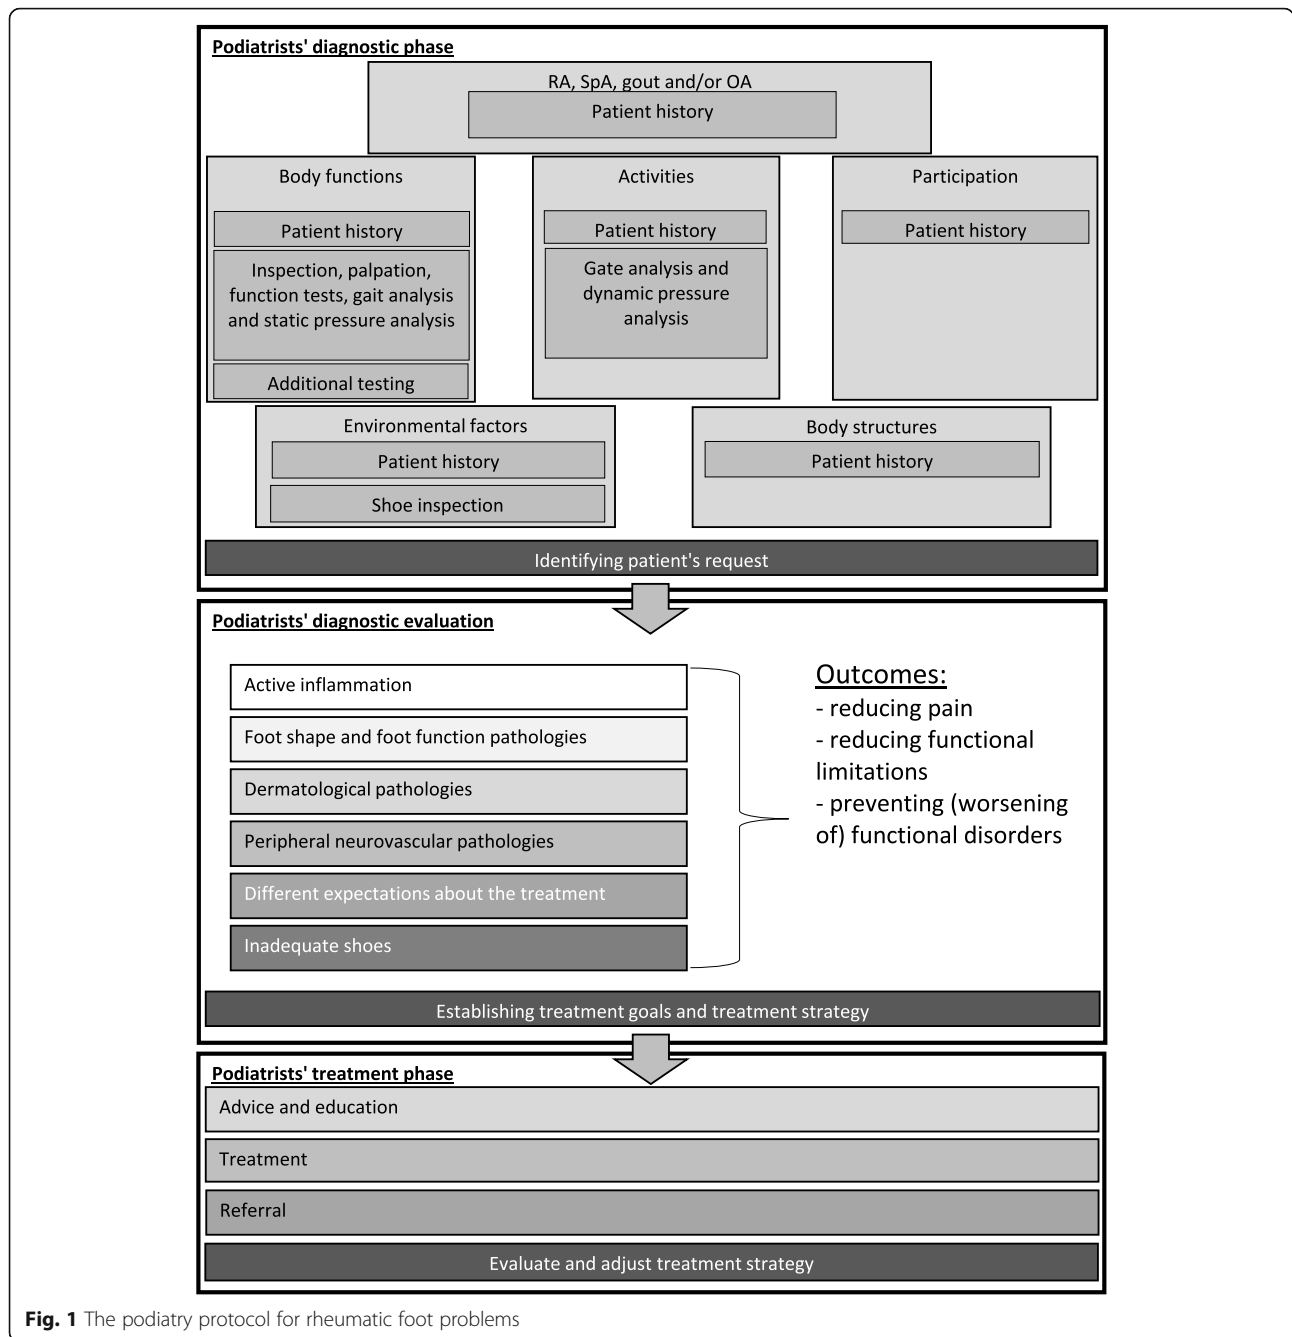 Podiatrists' diagnostic phase
RA, SpA, gout and/or OA
Patient history
Body functions
Patient history
Inspection, palpation,
function tests, gait analysis
and static pressure analysis
Additional testing
Activities
Patient history
Gate analysis and
dynamic pressure
analysis
Participation
Patient history
Environmental factors
Patient history
Shoe inspection
Body structures
Patient history
Identifying patient's request
Podiatrists' diagnostic evaluation
Active inflammation
Foot shape and foot function pathologies
Dermatological pathologies
Peripheral neurovascular pathologies
Different expectations about the treatment
Inadequate shoes
Outcomes:
- reducing pain
- reducing functional
limitations
- preventing (worsening
of) functional disorders
Establishing treatment goals and treatment strategy
Podiatrists' treatment phase
Advice and education
Treatment
Referral
Evaluate and adjust treatment strategy
Fig. 1 The podiatry protocol for rheumatic foot problems